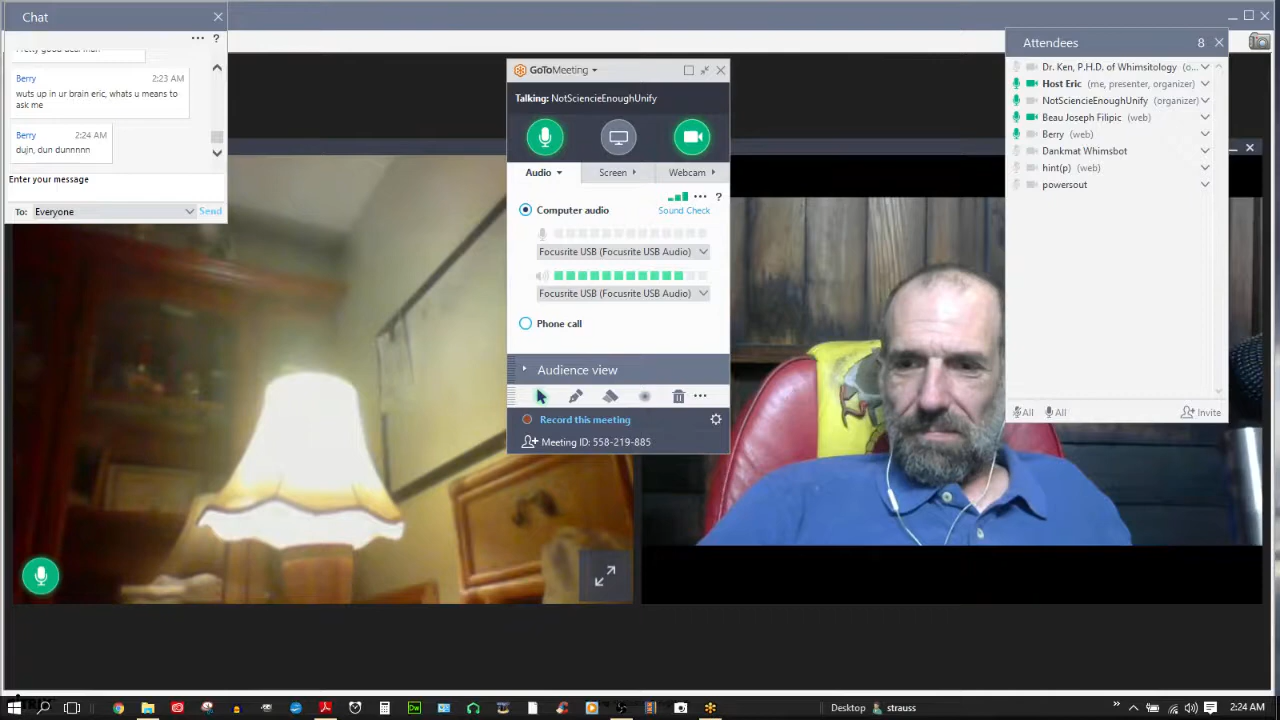 Chat
Berry 2:23 AM
wuts up in ur brain eric, whats u means to
ask me
Berry 2:24 AM
dujn, dun dunnnnn
Enter your message
To: Everyone Send
GoToMeeting
Talking: NotSciencieEnoughUnify
Audio Screen Webcam
?
Computer audio Sound Check
Focusrite USB (Focusrite USB Audio)
Focusrite USB (Focusrite USB Audio)
Phone call
Audience view
Record this meeting
Meeting ID: 558-219-885
Attendees 8
Dr. Ken, P.H.D. of Whimsitology (o...
Host Eric (me, presenter, organizer)
NotSciencieEnoughUnify (organizer)
Beau Joseph Filipic (web)
Berry (web)
Dankmat Whimsbot
hint(p) (web)
powersout
All All Invite
Dw
Desktop strauss 2:24 AM